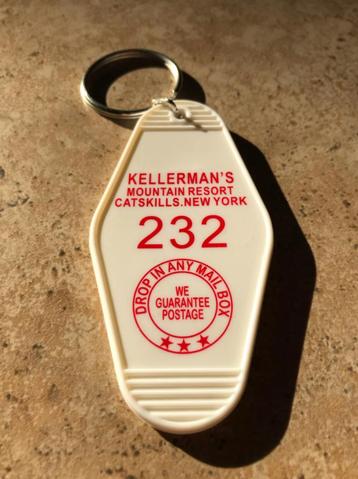 KELLERMAN'S
MOUNTAIN RESORT
CATSKILLS.NEW YORK
232
DROP IN ANY MAIL BOX
WE
GUARANTEE
POSTAGE